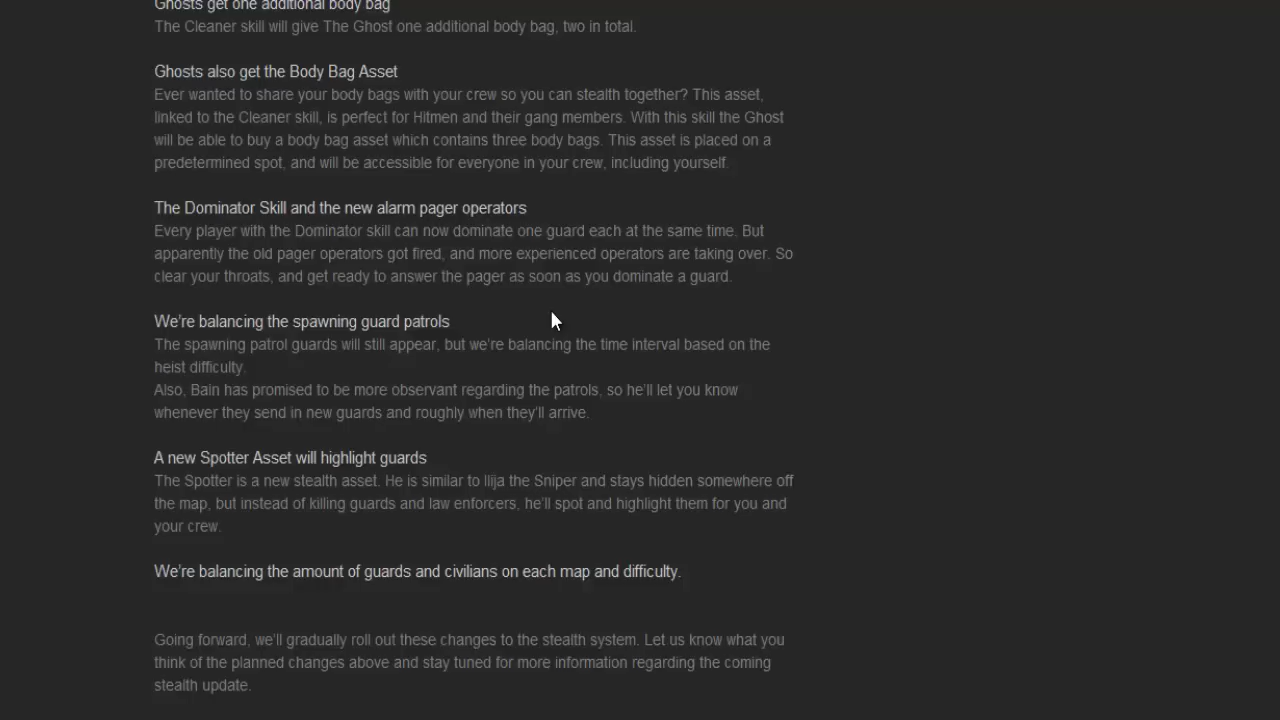 Ghosts get one additional body bag
The Cleaner skill will give The Ghost one additional body bag, two in total.
Ghosts also get the Body Bag Asset
Ever wanted to share your body bags with your crew so you can stealth together? This asset,
linked to the Cleaner skill, is perfect for Hitmen and their gang members. With this skill the Ghost
will be able to buy a body bag asset which contains three body bags. This asset is placed on a
predetermined spot, and will be accessible for everyone in your crew, including yourself.
The Dominator Skill and the new alarm pager operators
Every player with the Dominator skill can now dominate one guard each at the same time. But
apparently the old pager operators got fired, and more experienced operators are taking over. So
clear your throats, and get ready to answer the pager as soon as you dominate a guard.
We're balancing the spawning guard patrols
The spawning patrol guards will still appear, but we're balancing the time interval based on the
heist difficulty.
Also, Bain has promised to be more observant regarding the patrols, so he'll let you know
whenever they send in new guards and roughly when they'll arrive.
A new Spotter Asset will highlight guards
The Spotter is a new stealth asset. He is similar to Ilija the Sniper and stays hidden somewhere off
the map, but instead of killing guards and law enforcers, he'll spot and highlight them for you and
your crew.
We're balancing the amount of guards and civilians on each map and difficulty.
Going forward, we'll gradually roll out these changes to the stealth system. Let us know what you
think of the planned changes above and stay tuned for more information regarding the coming
stealth update.